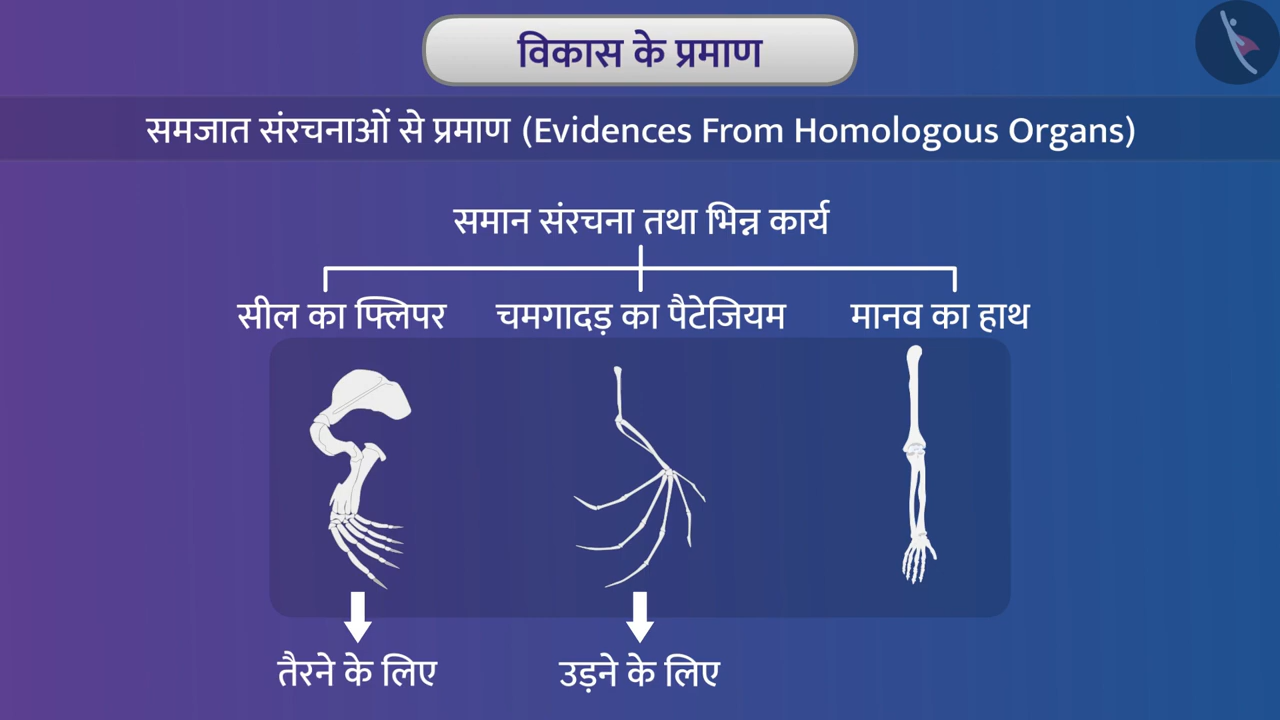 विकास के प्रमाण
समजात संरचनाओं से प्रमाण (Evidences From Homologous Organs)
समान संरचना तथा भिन्न कार्य
सील का फ्लिपर
चमगादड़ का पैटेजियम
मानव का हाथ
तैरने के लिए
उड़ने के लिए